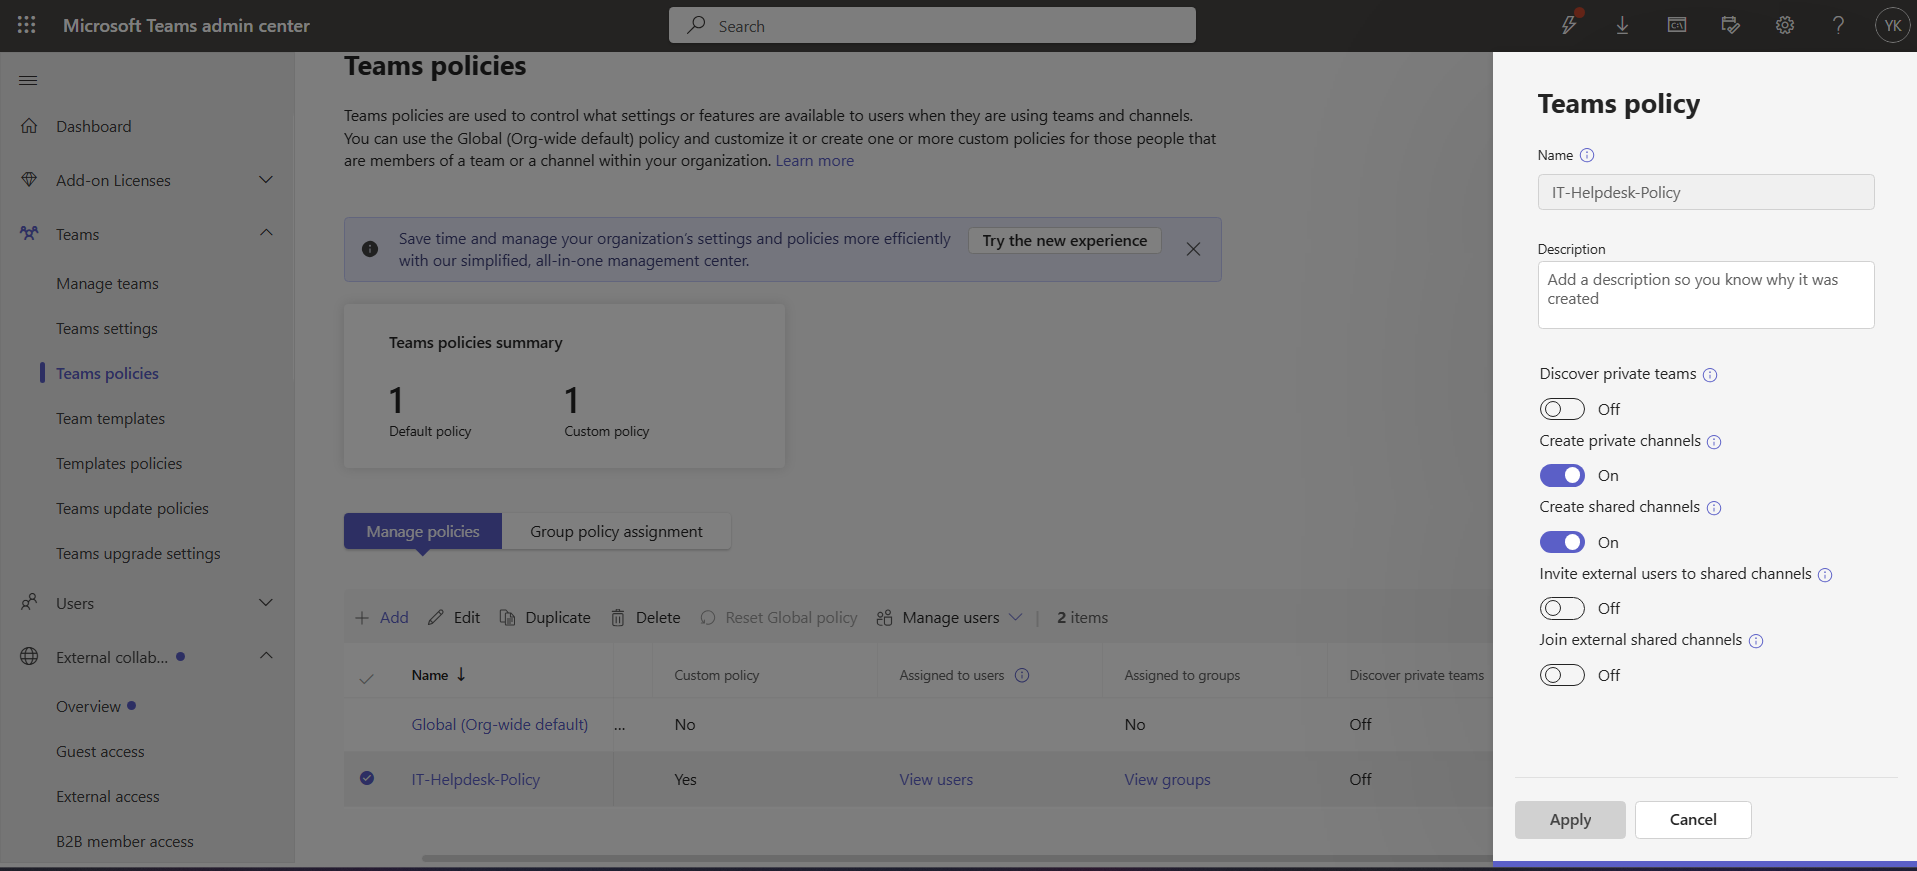 Microsoft Teams admin center
Search
YK
Dashboard
Add-on Licenses
Teams
Manage teams
Teams settings
Teams policies
Team templates
Templates policies
Teams update policies
Teams upgrade settings
Users
External collab...
Overview
Guest access
External access
B2B member access
Teams policies
Teams policies are used to control what settings or features are available to users when they are using teams and channels.
You can use the Global (Org-wide default) policy and customize it or create one or more custom policies for those people that
are members of a team or a channel within your organization. Learn more
Save time and manage your organization's settings and policies more efficiently
with our simplified, all-in-one management center.
Try the new experience
Teams policies summary
1 1
Default policy Custom policy
Manage policies Group policy assignment
Add Edit Duplicate Delete Reset Global policy Manage users | 2 items
Name ↓ Custom policy Assigned to users Assigned to groups Discover private teams
Global (Org-wide default) ... No No Off
IT-Helpdesk-Policy Yes View users View groups Off
Teams policy
Name
IT-Helpdesk-Policy
Description
Add a description so you know why it was
created
Discover private teams
Off
Create private channels
On
Create shared channels
On
Invite external users to shared channels
Off
Join external shared channels
Off
Apply Cancel